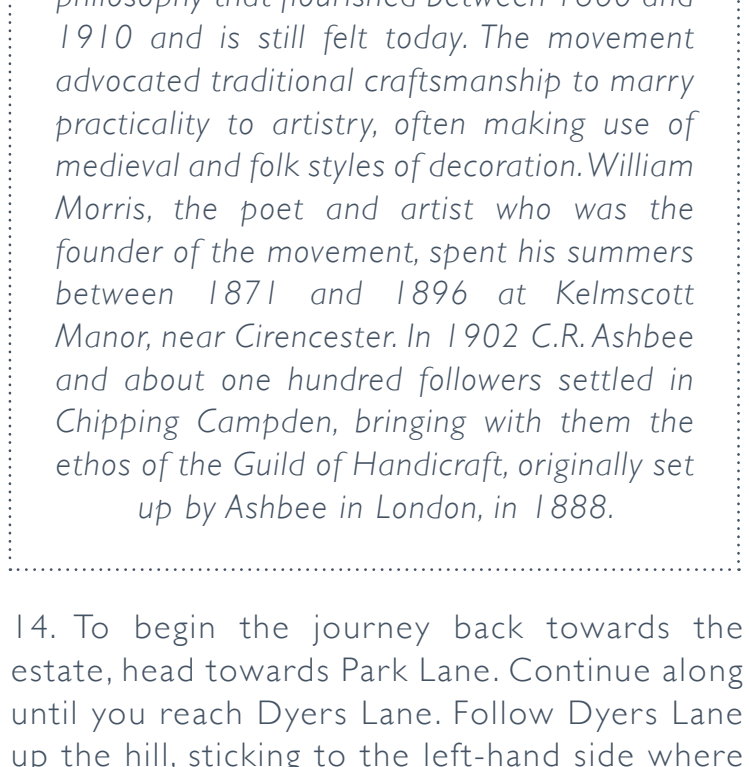 philosophy that flourished between 1880 and
1910 and is still felt today. The movement
advocated traditional craftsmanship to marry
practicality to artistry, often making use of
medieval and folk styles of decoration. William
Morris, the poet and artist who was the
founder of the movement, spent his summers
between 1871 and 1896 at Kelmscott
Manor, near Cirencester. In 1902 C.R. Ashbee
and about one hundred followers settled in
Chipping Campden, bringing with them the
ethos of the Guild of Handicraft, originally set
up by Ashbee in London, in 1888.
14. To begin the journey back towards the
estate, head towards Park Lane. Continue along
until you reach Dyers Lane. Follow Dyers Lane
up the hill, sticking to the left-hand side where